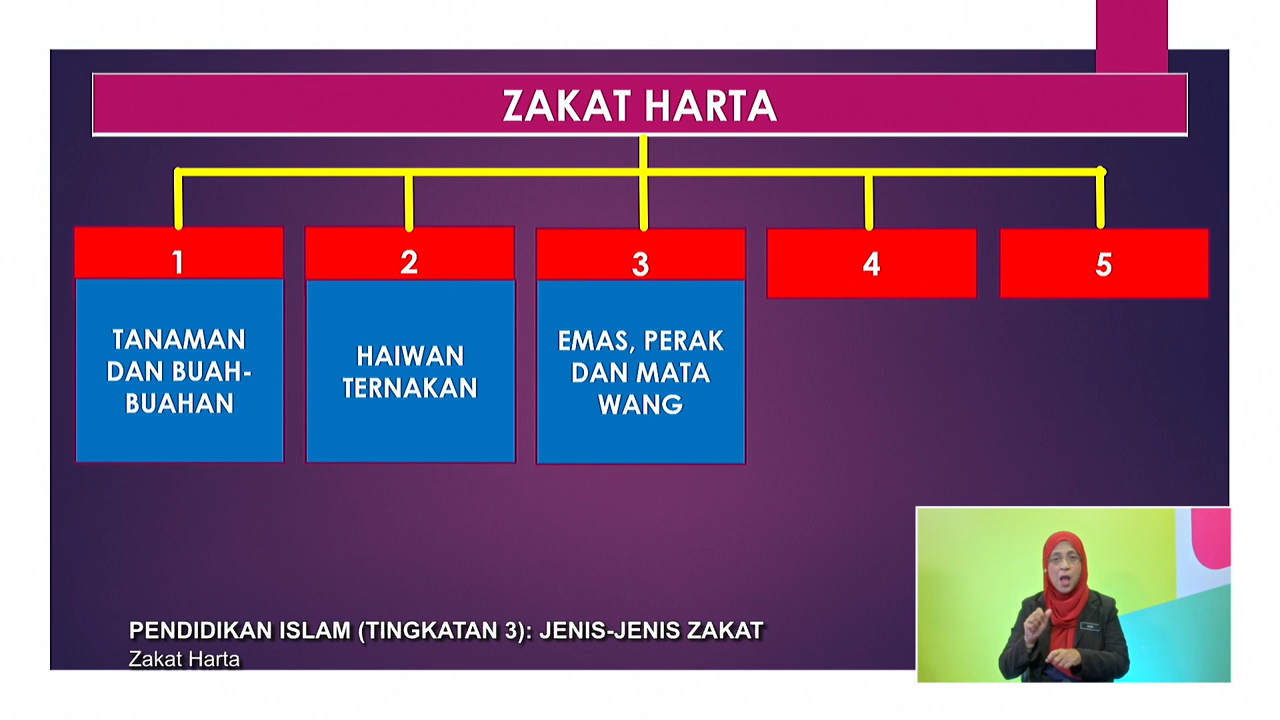 ZAKAT HARTA
1
TANAMAN
DAN BUAH-
BUAHAN
2
HAIWAN
TERNAKAN
3
EMAS, PERAK
DAN MATA
WANG
4
5
PENDIDIKAN ISLAM (TINGKATAN 3): JENIS-JENIS ZAKAT
Zakat Harta